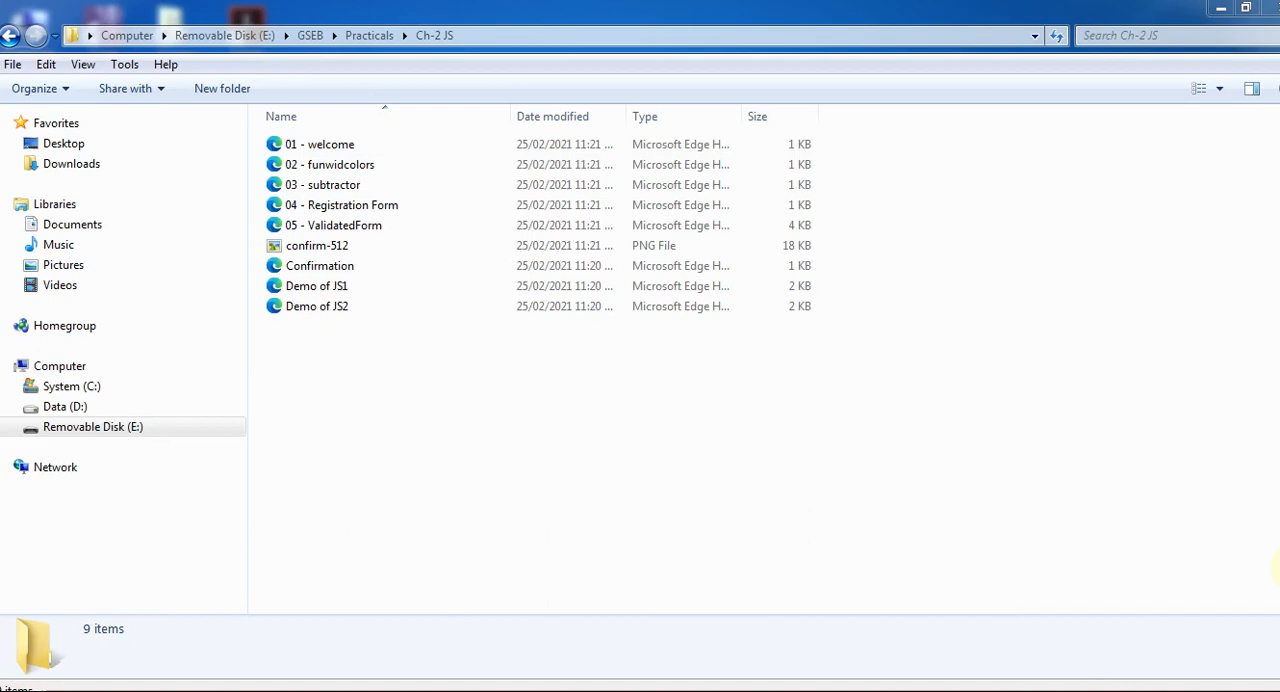 Computer Removable Disk (E:) GSEB Practicals Ch-2 JS Search Ch-2 JS
File Edit View Tools Help
Organize Share with New folder
Name Date modified Type Size
Favorites
Desktop
Downloads
Libraries
Documents
Music
Pictures
Videos
Homegroup
Computer
System (C:)
Data (D:)
Removable Disk (E:)
Network
01 - welcome 25/02/2021 11:21 ... Microsoft Edge H... 1 KB
02 - funwidcolors 25/02/2021 11:21 ... Microsoft Edge H... 1 KB
03 - subtractor 25/02/2021 11:21 ... Microsoft Edge H... 1 KB
04 - Registration Form 25/02/2021 11:21 ... Microsoft Edge H... 1 KB
05 - ValidatedForm 25/02/2021 11:21 ... Microsoft Edge H... 4 KB
confirm-512 25/02/2021 11:21 ... PNG File 18 KB
Confirmation 25/02/2021 11:20 ... Microsoft Edge H... 1 KB
Demo of JS1 25/02/2021 11:20 ... Microsoft Edge H... 2 KB
Demo of JS2 25/02/2021 11:20 ... Microsoft Edge H... 2 KB
9 items
items